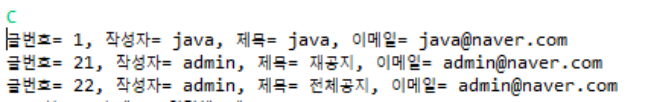 C
글번호= 1, 작성자= java, 제목= java, 이메일= java@naver.com
글번호= 21, 작성자= admin, 제목= 재공지, 이메일= admin@naver.com
글번호= 22, 작성자= admin, 제목= 전체공지, 이메일= admin@naver.com